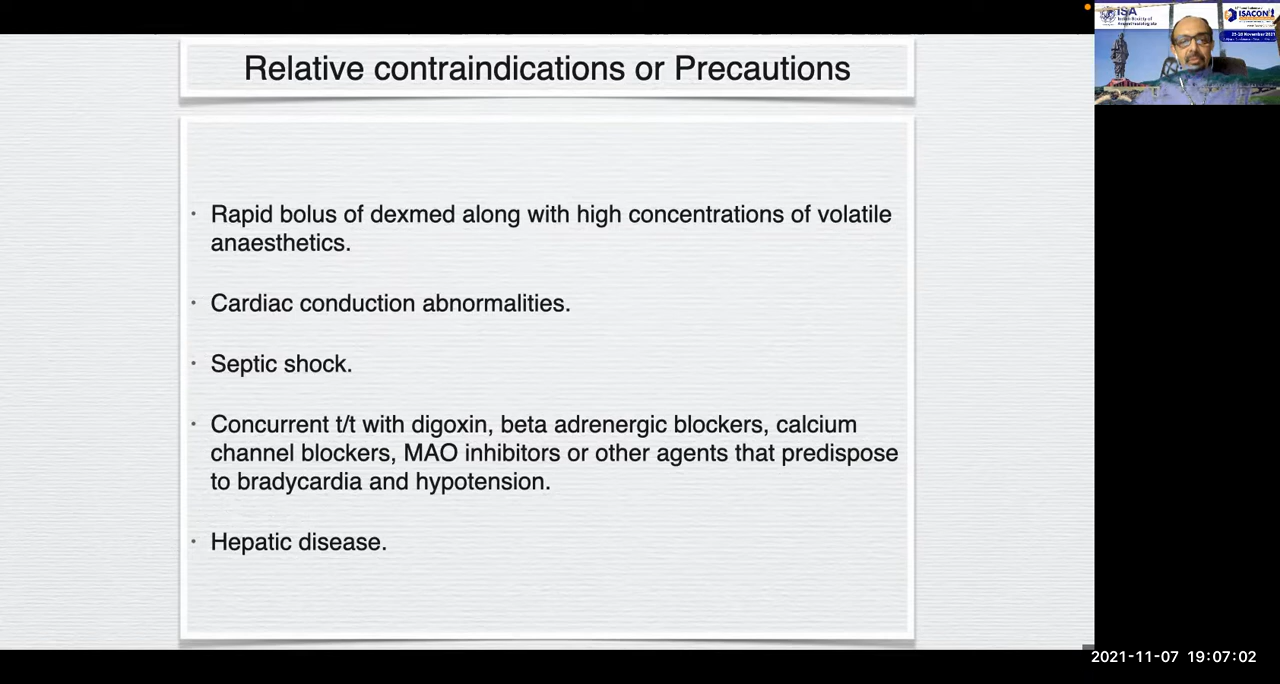 Relative contraindications or Precautions
ISA
ISACON
· Rapid bolus of dexmed along with high concentrations of volatile
anaesthetics.
· Cardiac conduction abnormalities.
· Septic shock.
· Concurrent t/t with digoxin, beta adrenergic blockers, calcium
channel blockers, MAO inhibitors or other agents that predispose
to bradycardia and hypotension.
· Hepatic disease.
2021-11-07 19:07:02